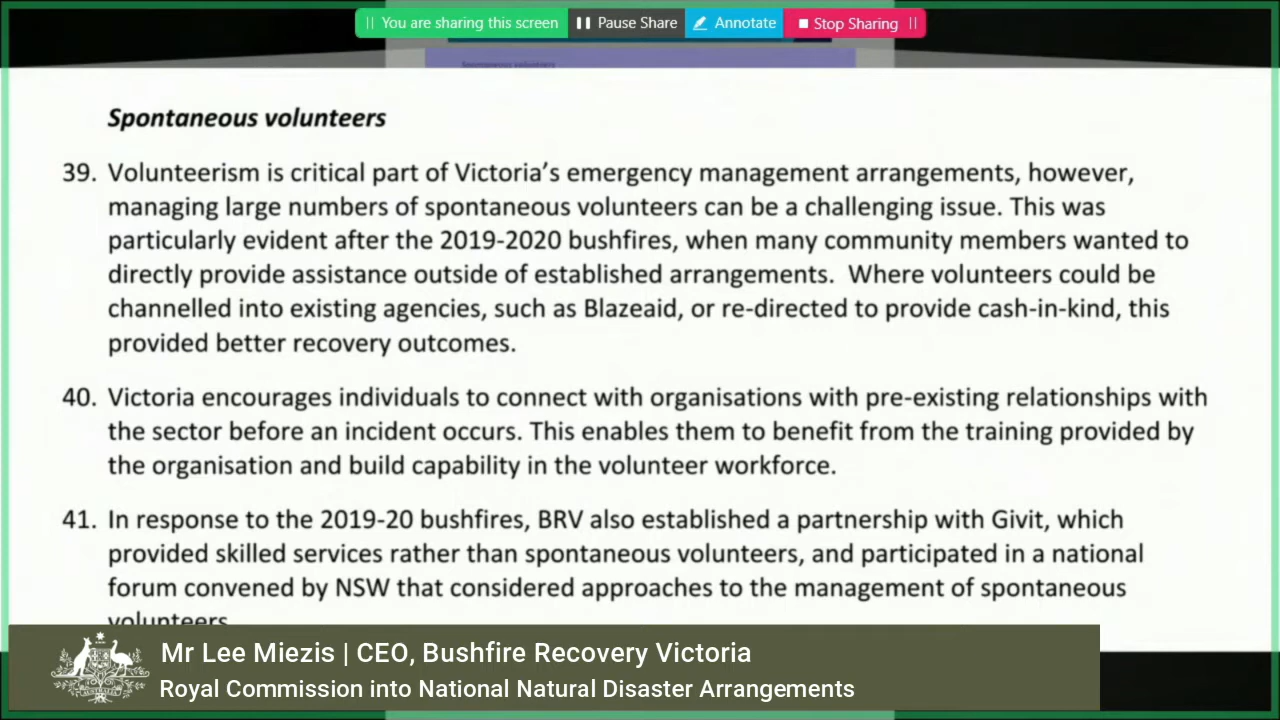 You are sharing this screen Pause Share Annotate Stop Sharing
Spontaneous volunteers
Spontaneous volunteers
39. Volunteerism is critical part of Victoria's emergency management arrangements, however,
managing large numbers of spontaneous volunteers can be a challenging issue. This was
particularly evident after the 2019-2020 bushfires, when many community members wanted to
directly provide assistance outside of established arrangements. Where volunteers could be
channelled into existing agencies, such as Blazeaid, or re-directed to provide cash-in-kind, this
provided better recovery outcomes.
40. Victoria encourages individuals to connect with organisations with pre-existing relationships with
the sector before an incident occurs. This enables them to benefit from the training provided by
the organisation and build capability in the volunteer workforce.
41. In response to the 2019-20 bushfires, BRV also established a partnership with Givit, which
provided skilled services rather than spontaneous volunteers, and participated in a national
forum convened by NSW that considered approaches to the management of spontaneous
volunteers.
Mr Lee Miezis | CEO, Bushfire Recovery Victoria
Royal Commission into National Natural Disaster Arrangements